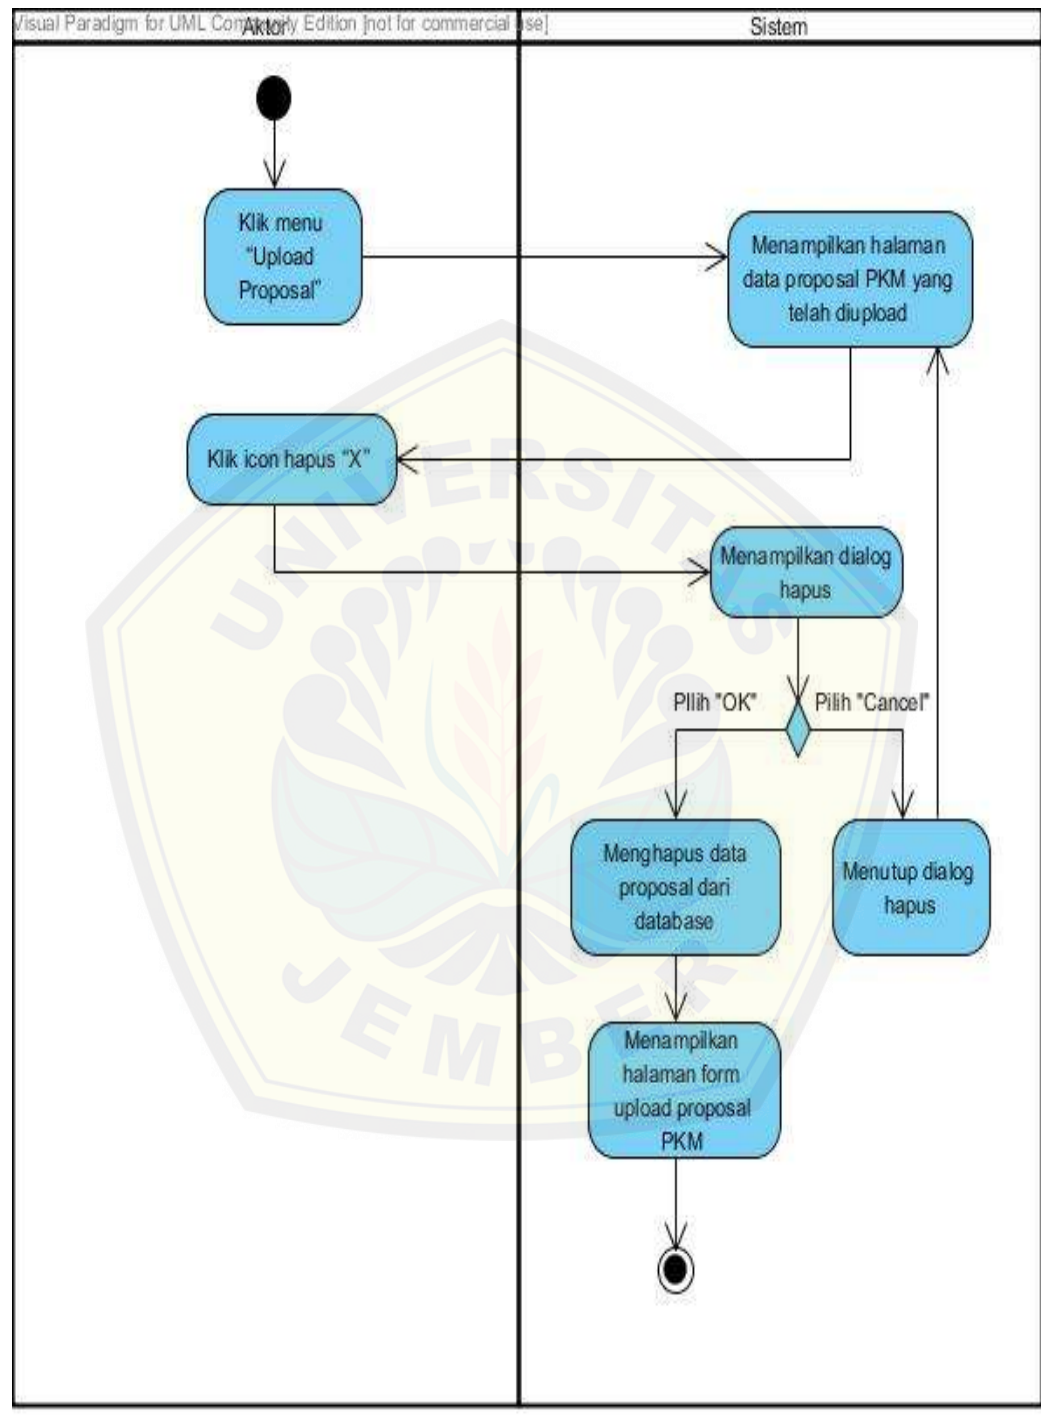 Visual Paradigm for UML Community Edition [not for commercial use]
Aktor
Sistem
Klik menu
“Upload
Proposal”
Menampilkan halaman
data proposal PKM yang
telah diupload
Klik icon hapus “X”
Menampilkan dialog
hapus
PIlih "OK"
Pilih "Cancel"
Menghapus data
proposal dari
database
Menutup dialog
hapus
Menampilkan
halaman form
upload proposal
PKM
UNIVERSITAS
JEMBER